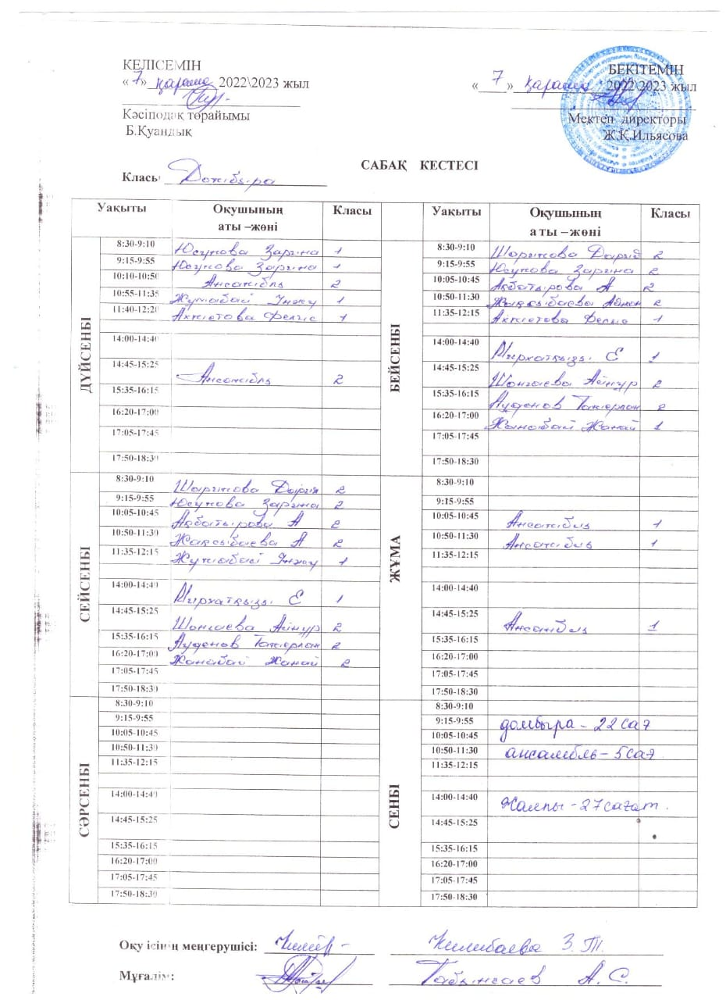 КЕЛІСЕМІН
« 7 » қараша 2022\2023 жыл
Кәсіподақ төрайымы
Б.Қуандық
БЕКІТЕМІН
« 7 » қараша 2022\2023 жыл
Мектеп директоры
Ж.Қ.Ильясова
САБАҚ КЕСТЕСІ
Класы Домбыра
Уақыты Оқушының аты –жөні Класы
ДҮЙСЕНБІ
8:30-9:10 Юсупова Зарина 1
9:15-9:55 Юсупова Зарина 1
10:10-10:50 Ансамбль 2
10:55-11:35 Жумабай Інжу 1
11:40-12:20 Ахметова 1
14:00-14:40
14:45-15:25 Ансамбль 2
15:35-16:15
16:20-17:00
17:05-17:45
17:50-18:30
СЕЙСЕНБІ
8:30-9:10 Шарипова 2
9:15-9:55 Юсупова Зарина 2
10:05-10:45 Ақбатырова А 2
10:50-11:30 Жақсыбаева А 2
11:35-12:15 Жумабай Інжу 1
14:00-14:40 Мирхатқызы Е 1
14:45-15:25 Шонгаева Айнур 2
15:35-16:15 Ауденов Тамерлан 2
16:20-17:00 Жанабай Жанай 2
17:05-17:45
17:50-18:30
СӘРСЕНБІ
8:30-9:10
9:15-9:55
10:05-10:45
10:50-11:30
11:35-12:15
14:00-14:40
14:45-15:25
15:35-16:15
16:20-17:00
17:05-17:45
17:50-18:30
Уақыты Оқушының аты –жөні Класы
БЕЙСЕНБІ
8:30-9:10 Шарипова 2
9:15-9:55 Юсупова Зарина 2
10:05-10:45 Ақбатырова А 2
10:50-11:30 Жақсыбаева 2
11:35-12:15 Ахметова 1
14:00-14:40 Мирхатқызы Е 1
14:45-15:25 Шонгаева Айнур 2
15:35-16:15 Ауденов Тамерлан 2
16:20-17:00 Жанабай Жанай 1
17:05-17:45
17:50-18:30
ЖҰМА
8:30-9:10
9:15-9:55
10:05-10:45 Ансамбль 1
10:50-11:30 Ансамбль 1
11:35-12:15
14:00-14:40
14:45-15:25 Ансамбль 1
15:35-16:15
16:20-17:00
17:05-17:45
17:50-18:30
СЕНБІ
8:30-9:10
9:15-9:55 домбыра – 22 сағ
10:05-10:45
10:50-11:30 ансамбль – 5 сағ
11:35-12:15
14:00-14:40 Жалпы – 27 сағат.
14:45-15:25
15:35-16:15
16:20-17:00
17:05-17:45
17:50-18:30
Оқу ісінің меңгерушісі: З.Т.
Мұғалім: Табынгаев А.С.